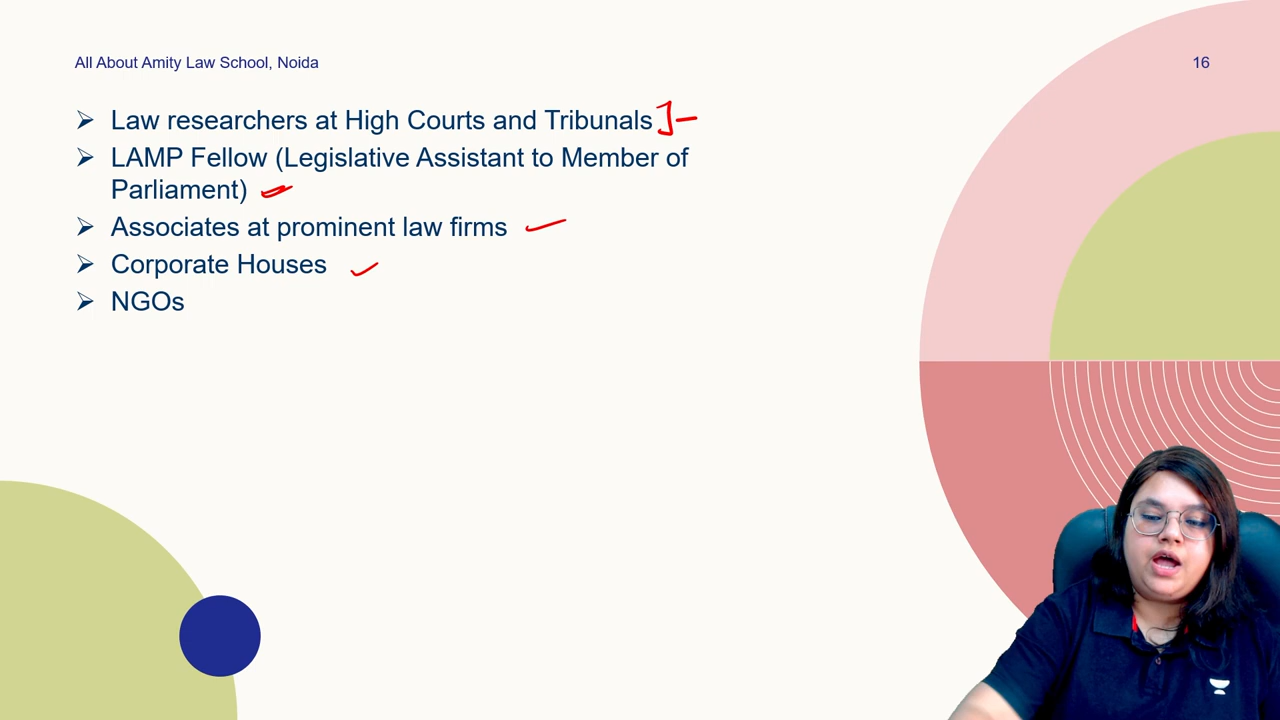 All About Amity Law School, Noida
16
➢ Law researchers at High Courts and Tribunals
➢ LAMP Fellow (Legislative Assistant to Member of
Parliament)
➢ Associates at prominent law firms
➢ Corporate Houses
➢ NGOs